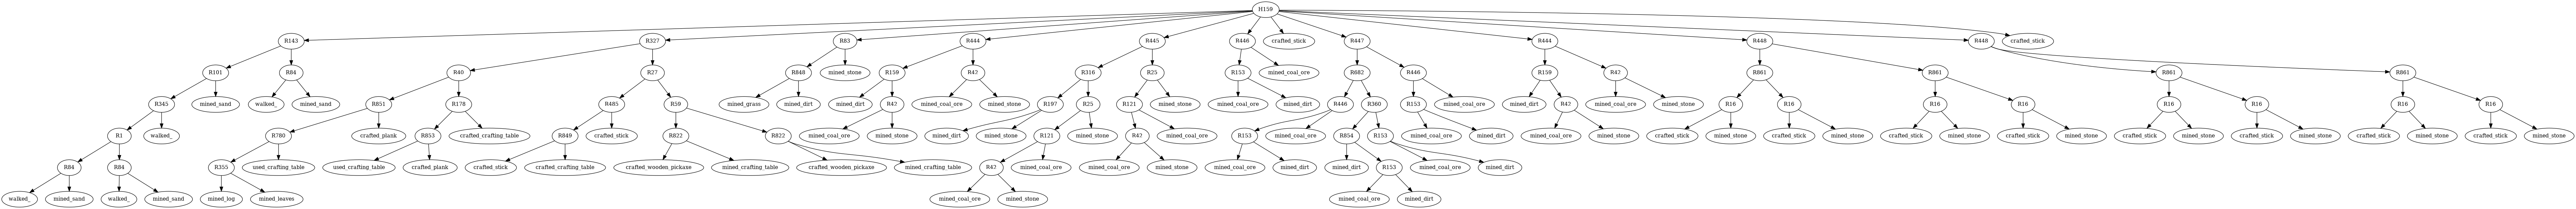 H159
R143 R327 R83 R444 R445 R446 crafted_stick R447 R444 R448 R448 crafted_stick
R101 R84 R40 R27 R848 mined_stone R159 R42 R316 R25 R153 mined_coal_ore R682 R446 R159 R42 R861 R861 R861 R861
R345 mined_sand walked_ mined_sand R851 R178 R485 R59 mined_grass mined_dirt mined_dirt R42 mined_coal_ore mined_stone R197 R25 R121 mined_stone mined_coal_ore mined_dirt R446 R360 R153 mined_coal_ore mined_dirt R42 mined_coal_ore mined_stone R16 R16 R16 R16 R16 R16 R16 R16
R1 walked_ R780 crafted_plank R853 crafted_crafting_table R849 crafted_stick R822 R822 mined_coal_ore mined_stone mined_dirt mined_stone R121 mined_stone R47 mined_coal_ore R153 mined_coal_ore R854 R153 mined_coal_ore mined_dirt mined_coal_ore mined_stone crafted_stick mined_stone crafted_stick mined_stone crafted_stick mined_stone crafted_stick mined_stone crafted_stick mined_stone crafted_stick mined_stone crafted_stick mined_stone crafted_stick mined_stone
R84 R84 R355 used_crafting_table used_crafting_table crafted_plank crafted_stick crafted_crafting_table crafted_wooden_pickaxe mined_crafting_table crafted_wooden_pickaxe mined_crafting_table R42 mined_coal_ore mined_coal_ore mined_stone mined_coal_ore mined_dirt mined_dirt R153 mined_coal_ore mined_dirt
walked_ mined_sand walked_ mined_sand mined_log mined_leaves mined_coal_ore mined_stone mined_coal_ore mined_dirt